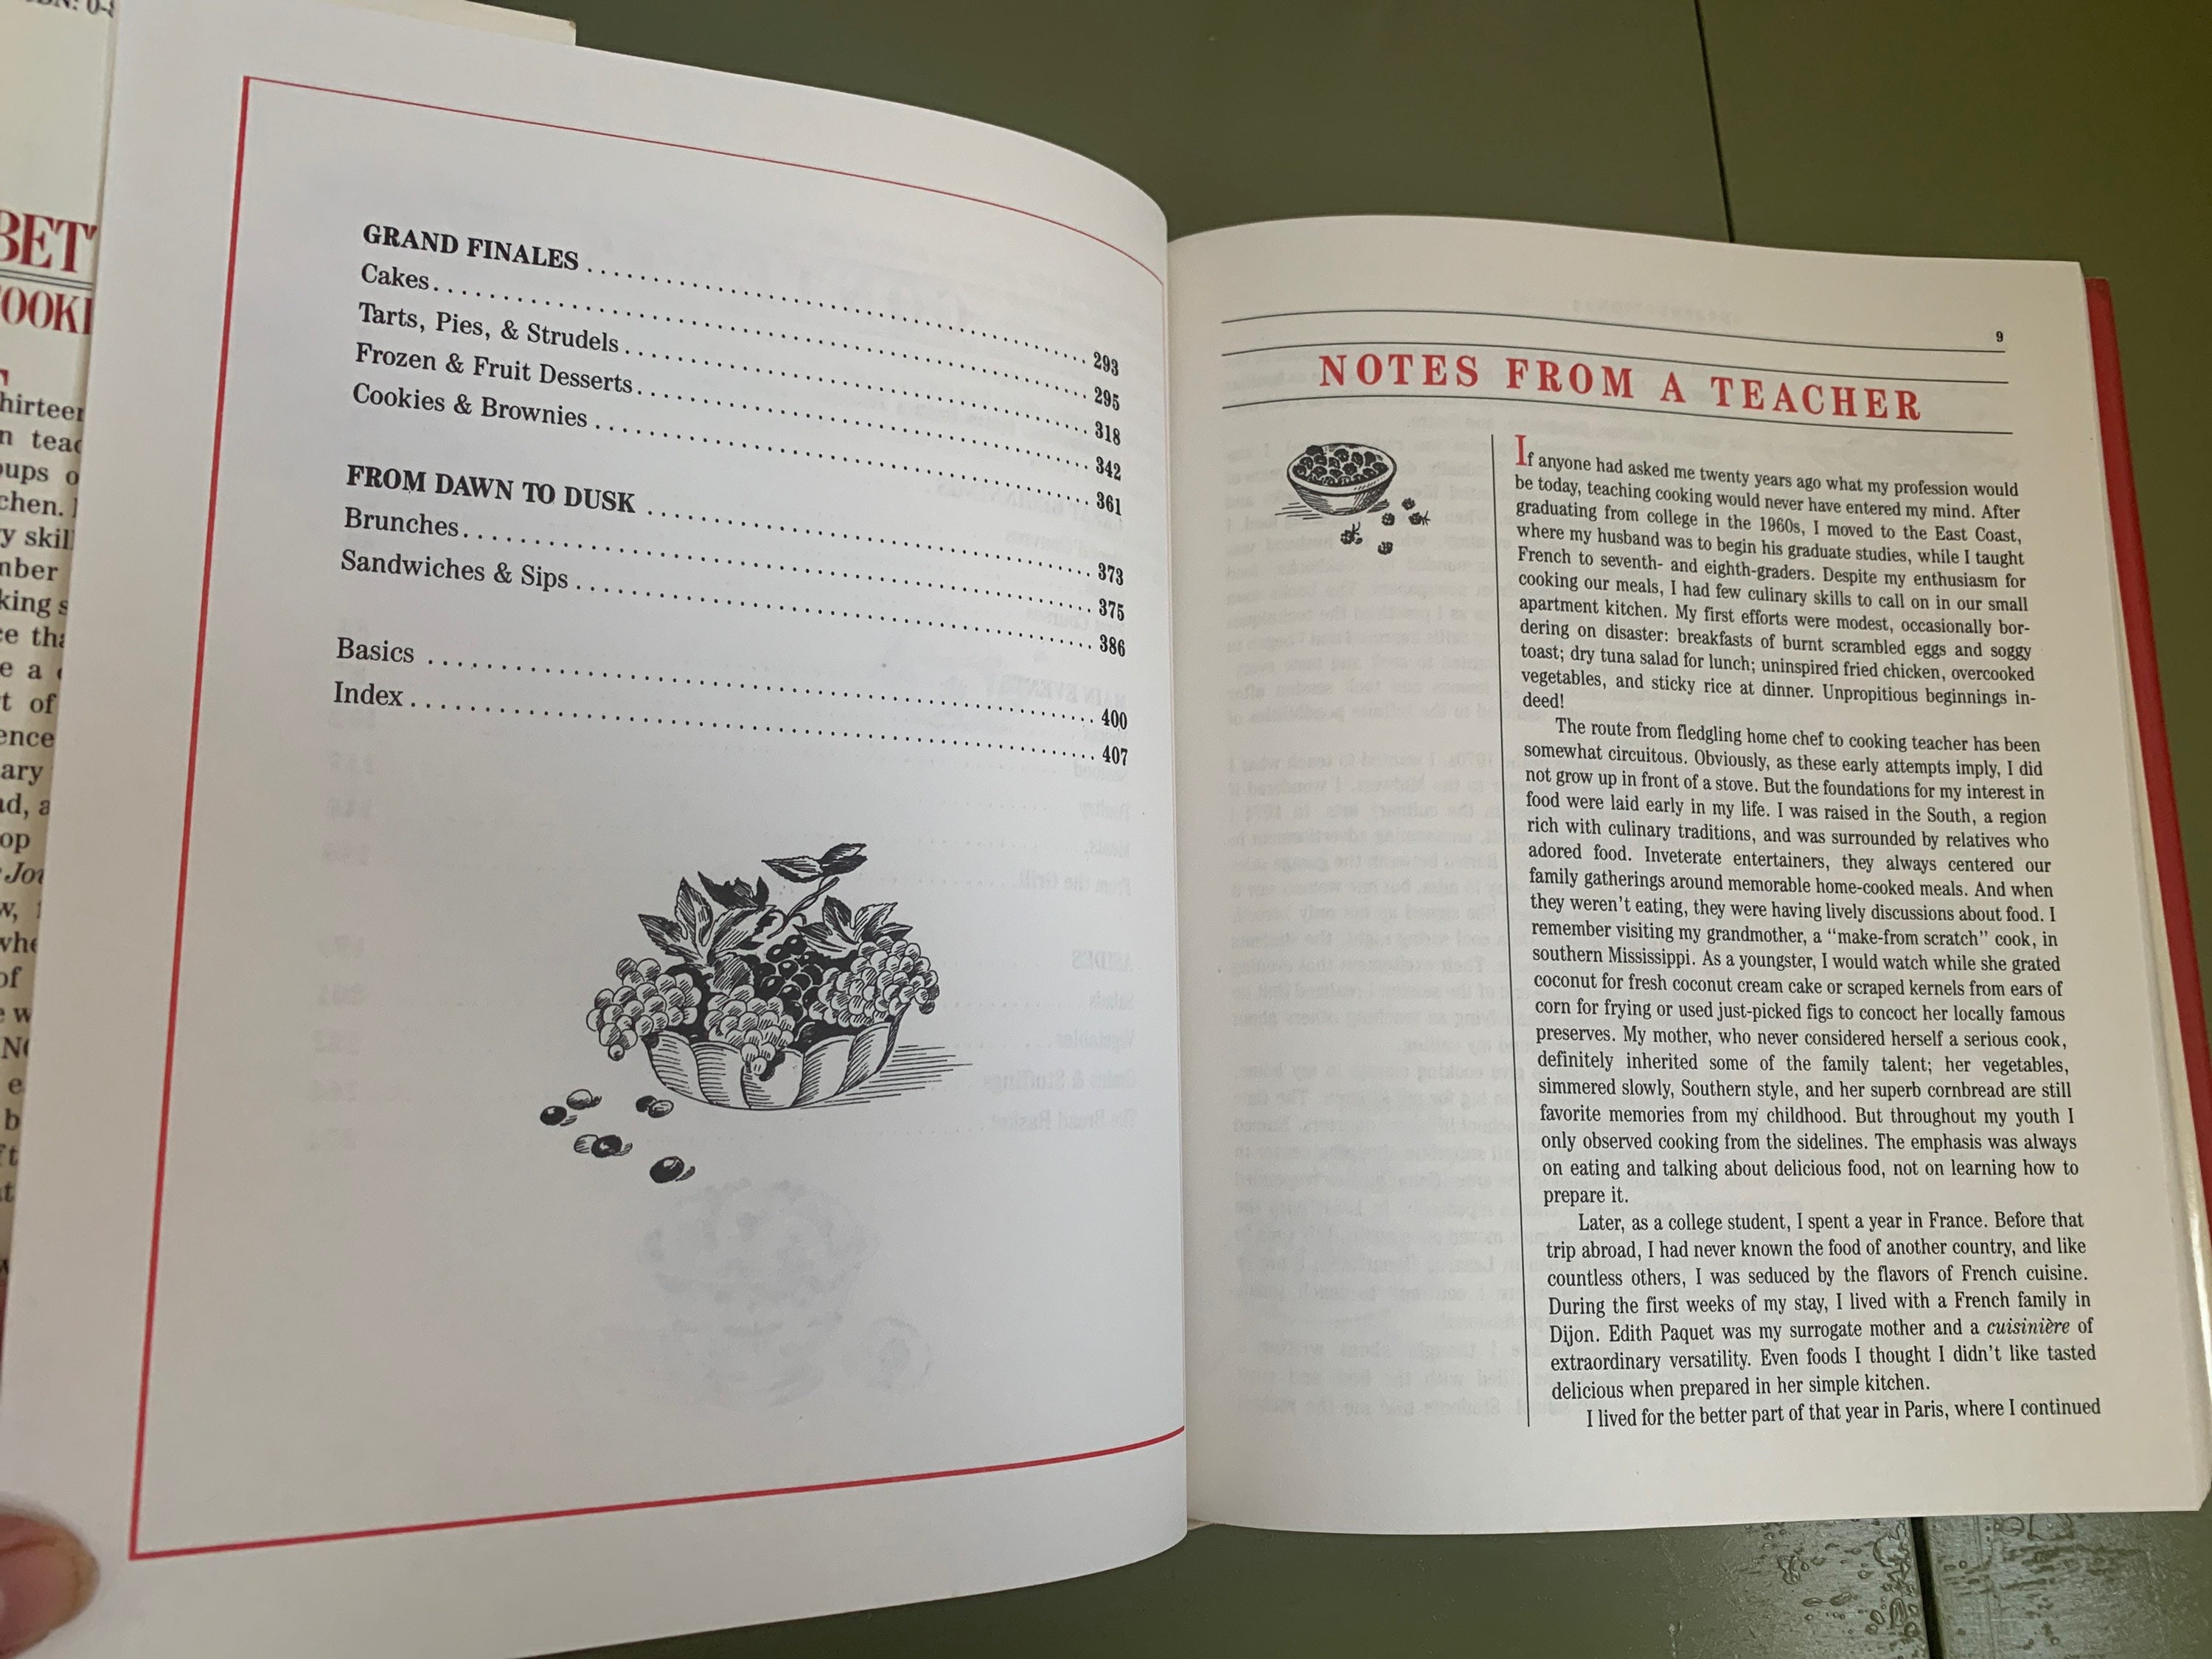 BET
OOKI
hirteen
n teac
oups o
chen.
y skill
mber
king s
ce tha
e a
t of
ence
ary
nd, a
op
Jou
w,
whe
of
e w
e
b
GRAND FINALES . . . . . 293
Cakes . . . . . 295
Tarts, Pies, & Strudels . . . . . 318
Frozen & Fruit Desserts . . . . . 342
Cookies & Brownies . . . . . 361
FROM DAWN TO DUSK . . . . . 373
Brunches . . . . . 375
Sandwiches & Sips . . . . . 386
Basics . . . . . 400
Index . . . . . 407
9
NOTES FROM A TEACHER
If anyone had asked me twenty years ago what my profession would
be today, teaching cooking would never have entered my mind. After
graduating from college in the 1960s, I moved to the East Coast,
where my husband was to begin his graduate studies, while I taught
French to seventh- and eighth-graders. Despite my enthusiasm for
cooking our meals, I had few culinary skills to call on in our small
apartment kitchen. My first efforts were modest, occasionally bor-
dering on disaster: breakfasts of burnt scrambled eggs and soggy
toast; dry tuna salad for lunch; uninspired fried chicken, overcooked
vegetables, and sticky rice at dinner. Unpropitious beginnings in-
deed!
The route from fledgling home chef to cooking teacher has been
somewhat circuitous. Obviously, as these early attempts imply, I did
not grow up in front of a stove. But the foundations for my interest in
food were laid early in my life. I was raised in the South, a region
rich with culinary traditions, and was surrounded by relatives who
adored food. Inveterate entertainers, they always centered our
family gatherings around memorable home-cooked meals. And when
they weren't eating, they were having lively discussions about food. I
remember visiting my grandmother, a “make-from scratch” cook, in
southern Mississippi. As a youngster, I would watch while she grated
coconut for fresh coconut cream cake or scraped kernels from ears of
corn for frying or used just-picked figs to concoct her locally famous
preserves. My mother, who never considered herself a serious cook,
definitely inherited some of the family talent; her vegetables,
simmered slowly, Southern style, and her superb cornbread are still
favorite memories from my childhood. But throughout my youth I
only observed cooking from the sidelines. The emphasis was always
on eating and talking about delicious food, not on learning how to
prepare it.
Later, as a college student, I spent a year in France. Before that
trip abroad, I had never known the food of another country, and like
countless others, I was seduced by the flavors of French cuisine.
During the first weeks of my stay, I lived with a French family in
Dijon. Edith Paquet was my surrogate mother and a cuisinière of
extraordinary versatility. Even foods I thought I didn't like tasted
delicious when prepared in her simple kitchen.
I lived for the better part of that year in Paris, where I continued